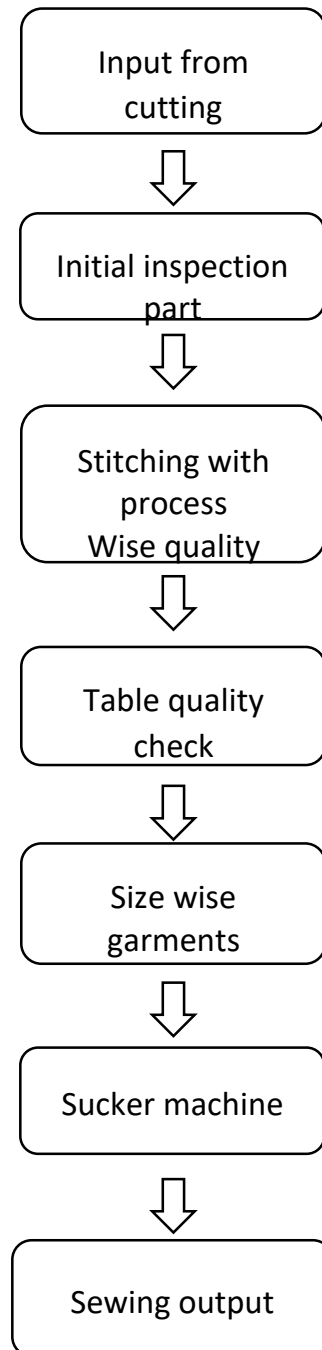 Input from
cutting
Initial inspection
part
Stitching with
process
Wise quality
Table quality
check
Size wise
garments
Sucker machine
Sewing output